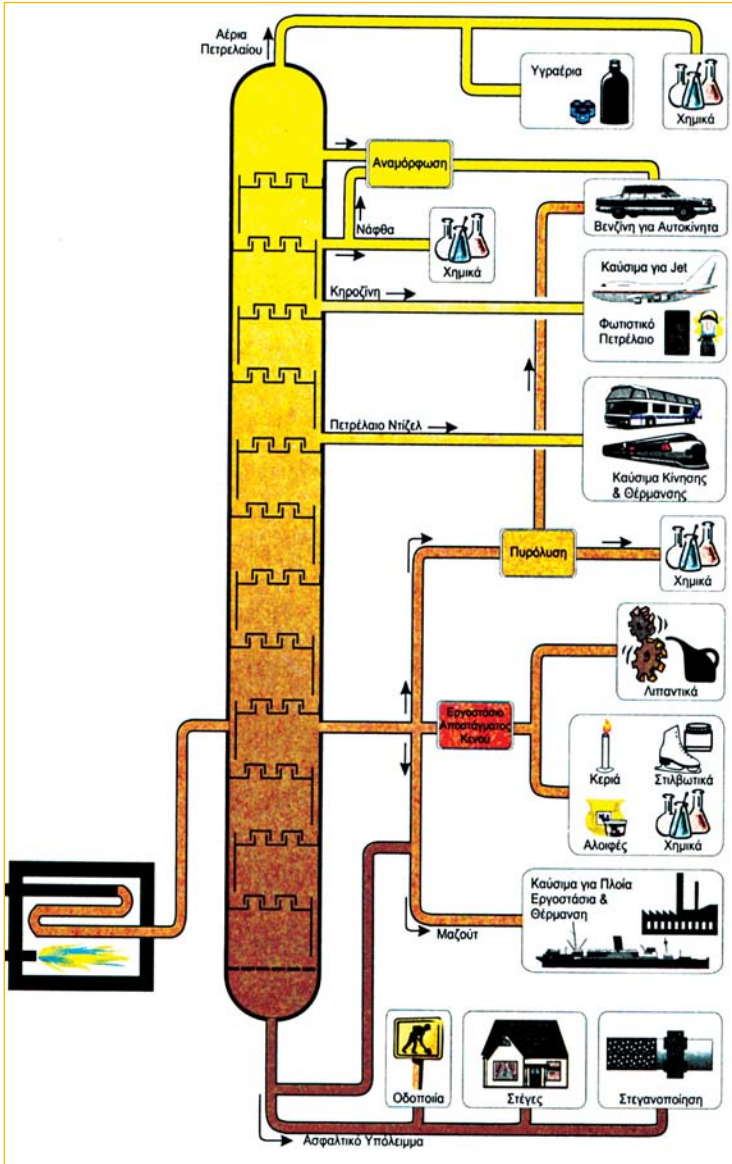 Αέρια
Πετρελαίου
Υγραέρια
Χημικά
Αναμόρφωση
Νάφθα
Χημικά
Βενζίνη για Αυτοκίνητα
Κηροζίνη
Καύσιμα για Jet
Φωτιστικό
Πετρέλαιο
Πετρέλαιο Ντίζελ
Καύσιμα Κίνησης
& Θέρμανσης
Πυρόλυση
Χημικά
Λιπαντικά
Εργοστάσιο
Αποστάγματος
Κενού
Κεριά
Στιλβωτικά
Αλοιφές
Χημικά
Καύσιμα για Πλοία
Εργοστάσια &
Θέρμανση
Μαζούτ
Οδοποιία
Στέγες
Στεγανοποίηση
Ασφαλτικό Υπόλειμμα